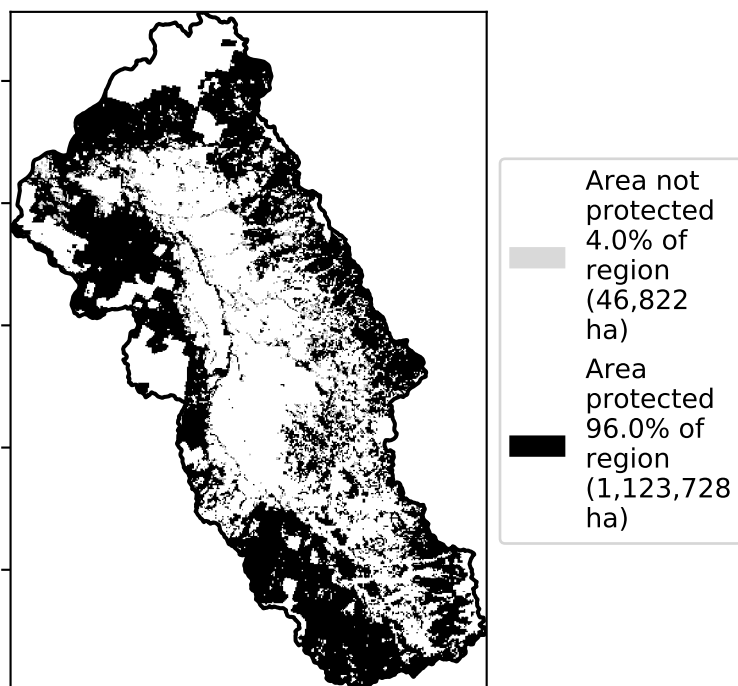 Area not
protected
4.0% of
region
(46,822
ha)
Area
protected
96.0% of
region
(1,123,728
ha)